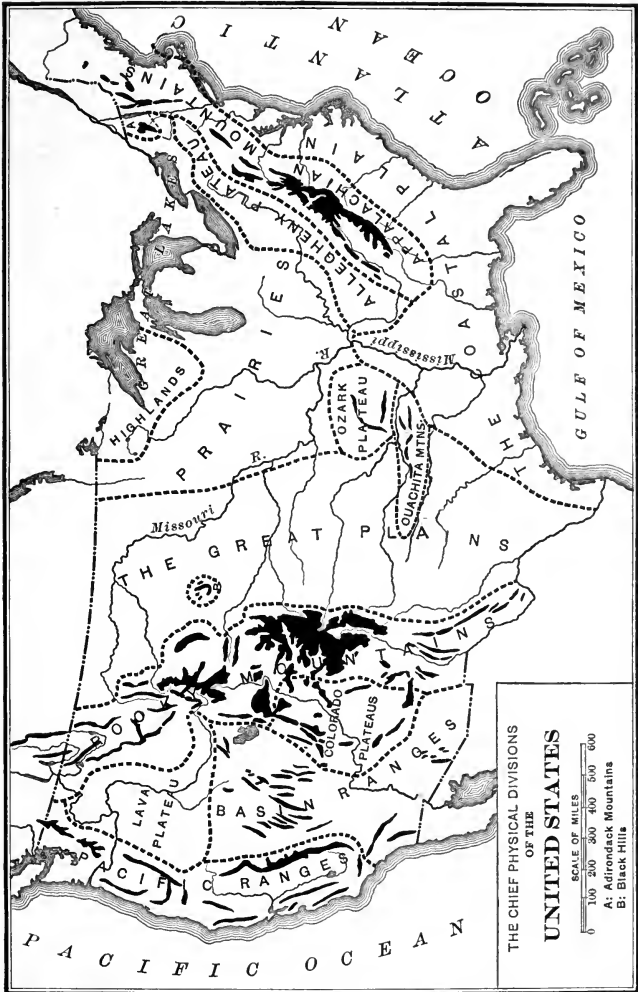 ATLANTIC
OCEAN
PACIFIC OCEAN
GULF OF MEXICO
GREAT LAKES
APPALACHIAN MOUNTAINS
ALLEGHENY PLATEAU
THE COASTAL PLAIN
HIGHLANDS
PRAIRIES
Mississippi
R.
Missouri
R.
OZARK
PLATEAU
OUACHITA MTNS.
THE GREAT PLAINS
ROCKY MOUNTAINS
COLORADO
PLATEAUS
LAVA
PLATEAU
BASIN RANGES
PACIFIC RANGES
A
B
THE CHIEF PHYSICAL DIVISIONS
OF THE
UNITED STATES
SCALE OF MILES
0 100 200 300 400 500 600
A: Adirondack Mountains
B: Black Hills